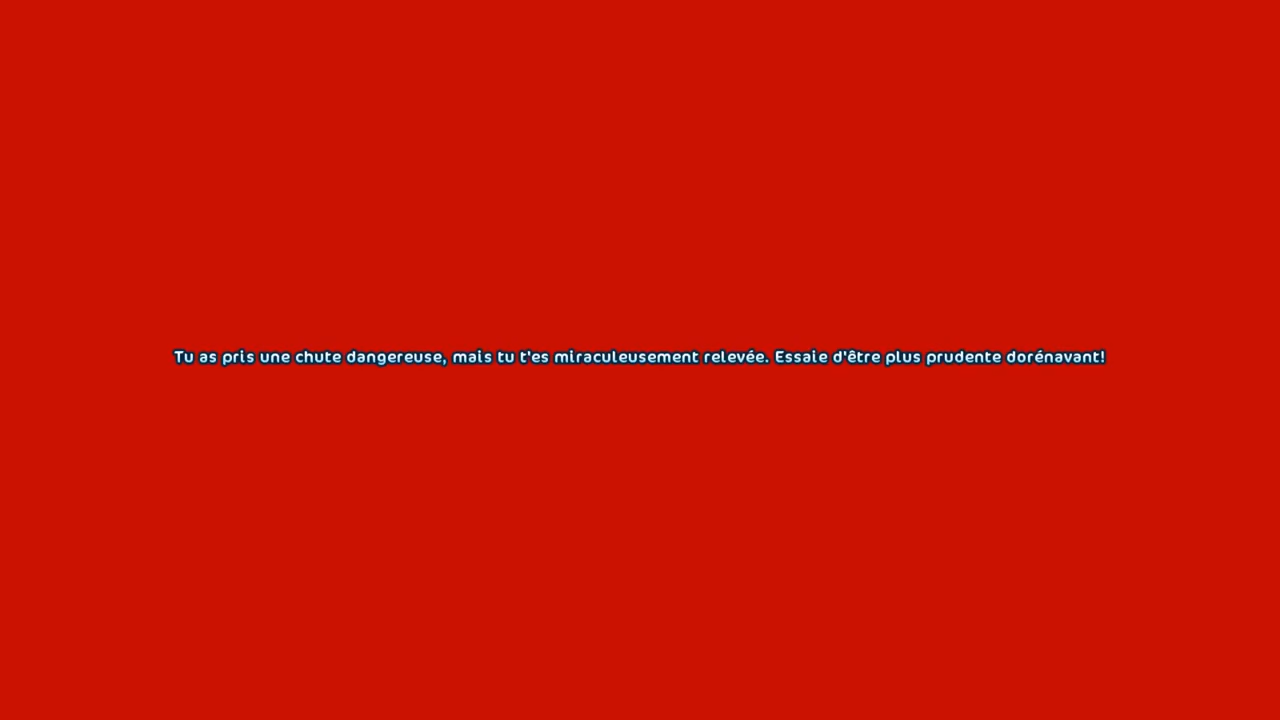 Tu as pris une chute dangereuse, mais tu t'es miraculeusement relevée. Essaie d'être plus prudente dorénavant!